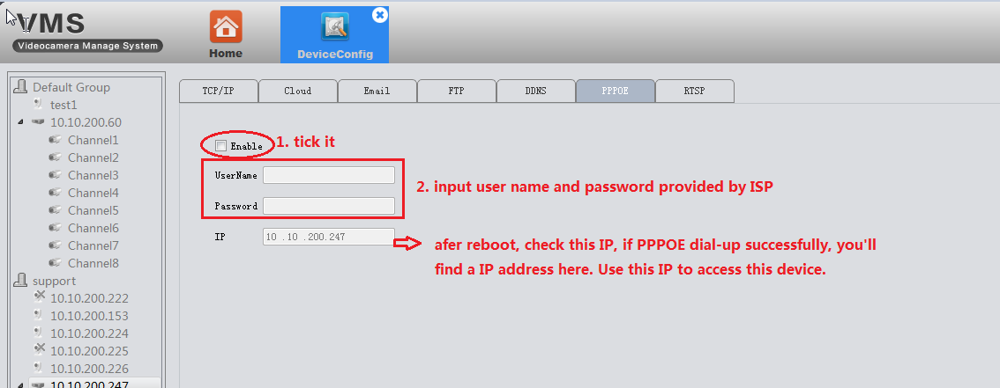 VMS
Videocamera Manage System
Home
DeviceConfig
Default Group
test1
10.10.200.60
Channel1
Channel2
Channel3
Channel4
Channel5
Channel6
Channel7
Channel8
support
10.10.200.222
10.10.200.153
10.10.200.224
10.10.200.225
10.10.200.226
10.10.200.247
TCP/IP
Cloud
Email
FTP
DDNS
PPPOE
RTSP
Enable
1. tick it
UserName
Password
2. input user name and password provided by ISP
IP
10 .10 .200.247
afer reboot, check this IP, if PPPOE dial-up successfully, you'll
find a IP address here. Use this IP to access this device.